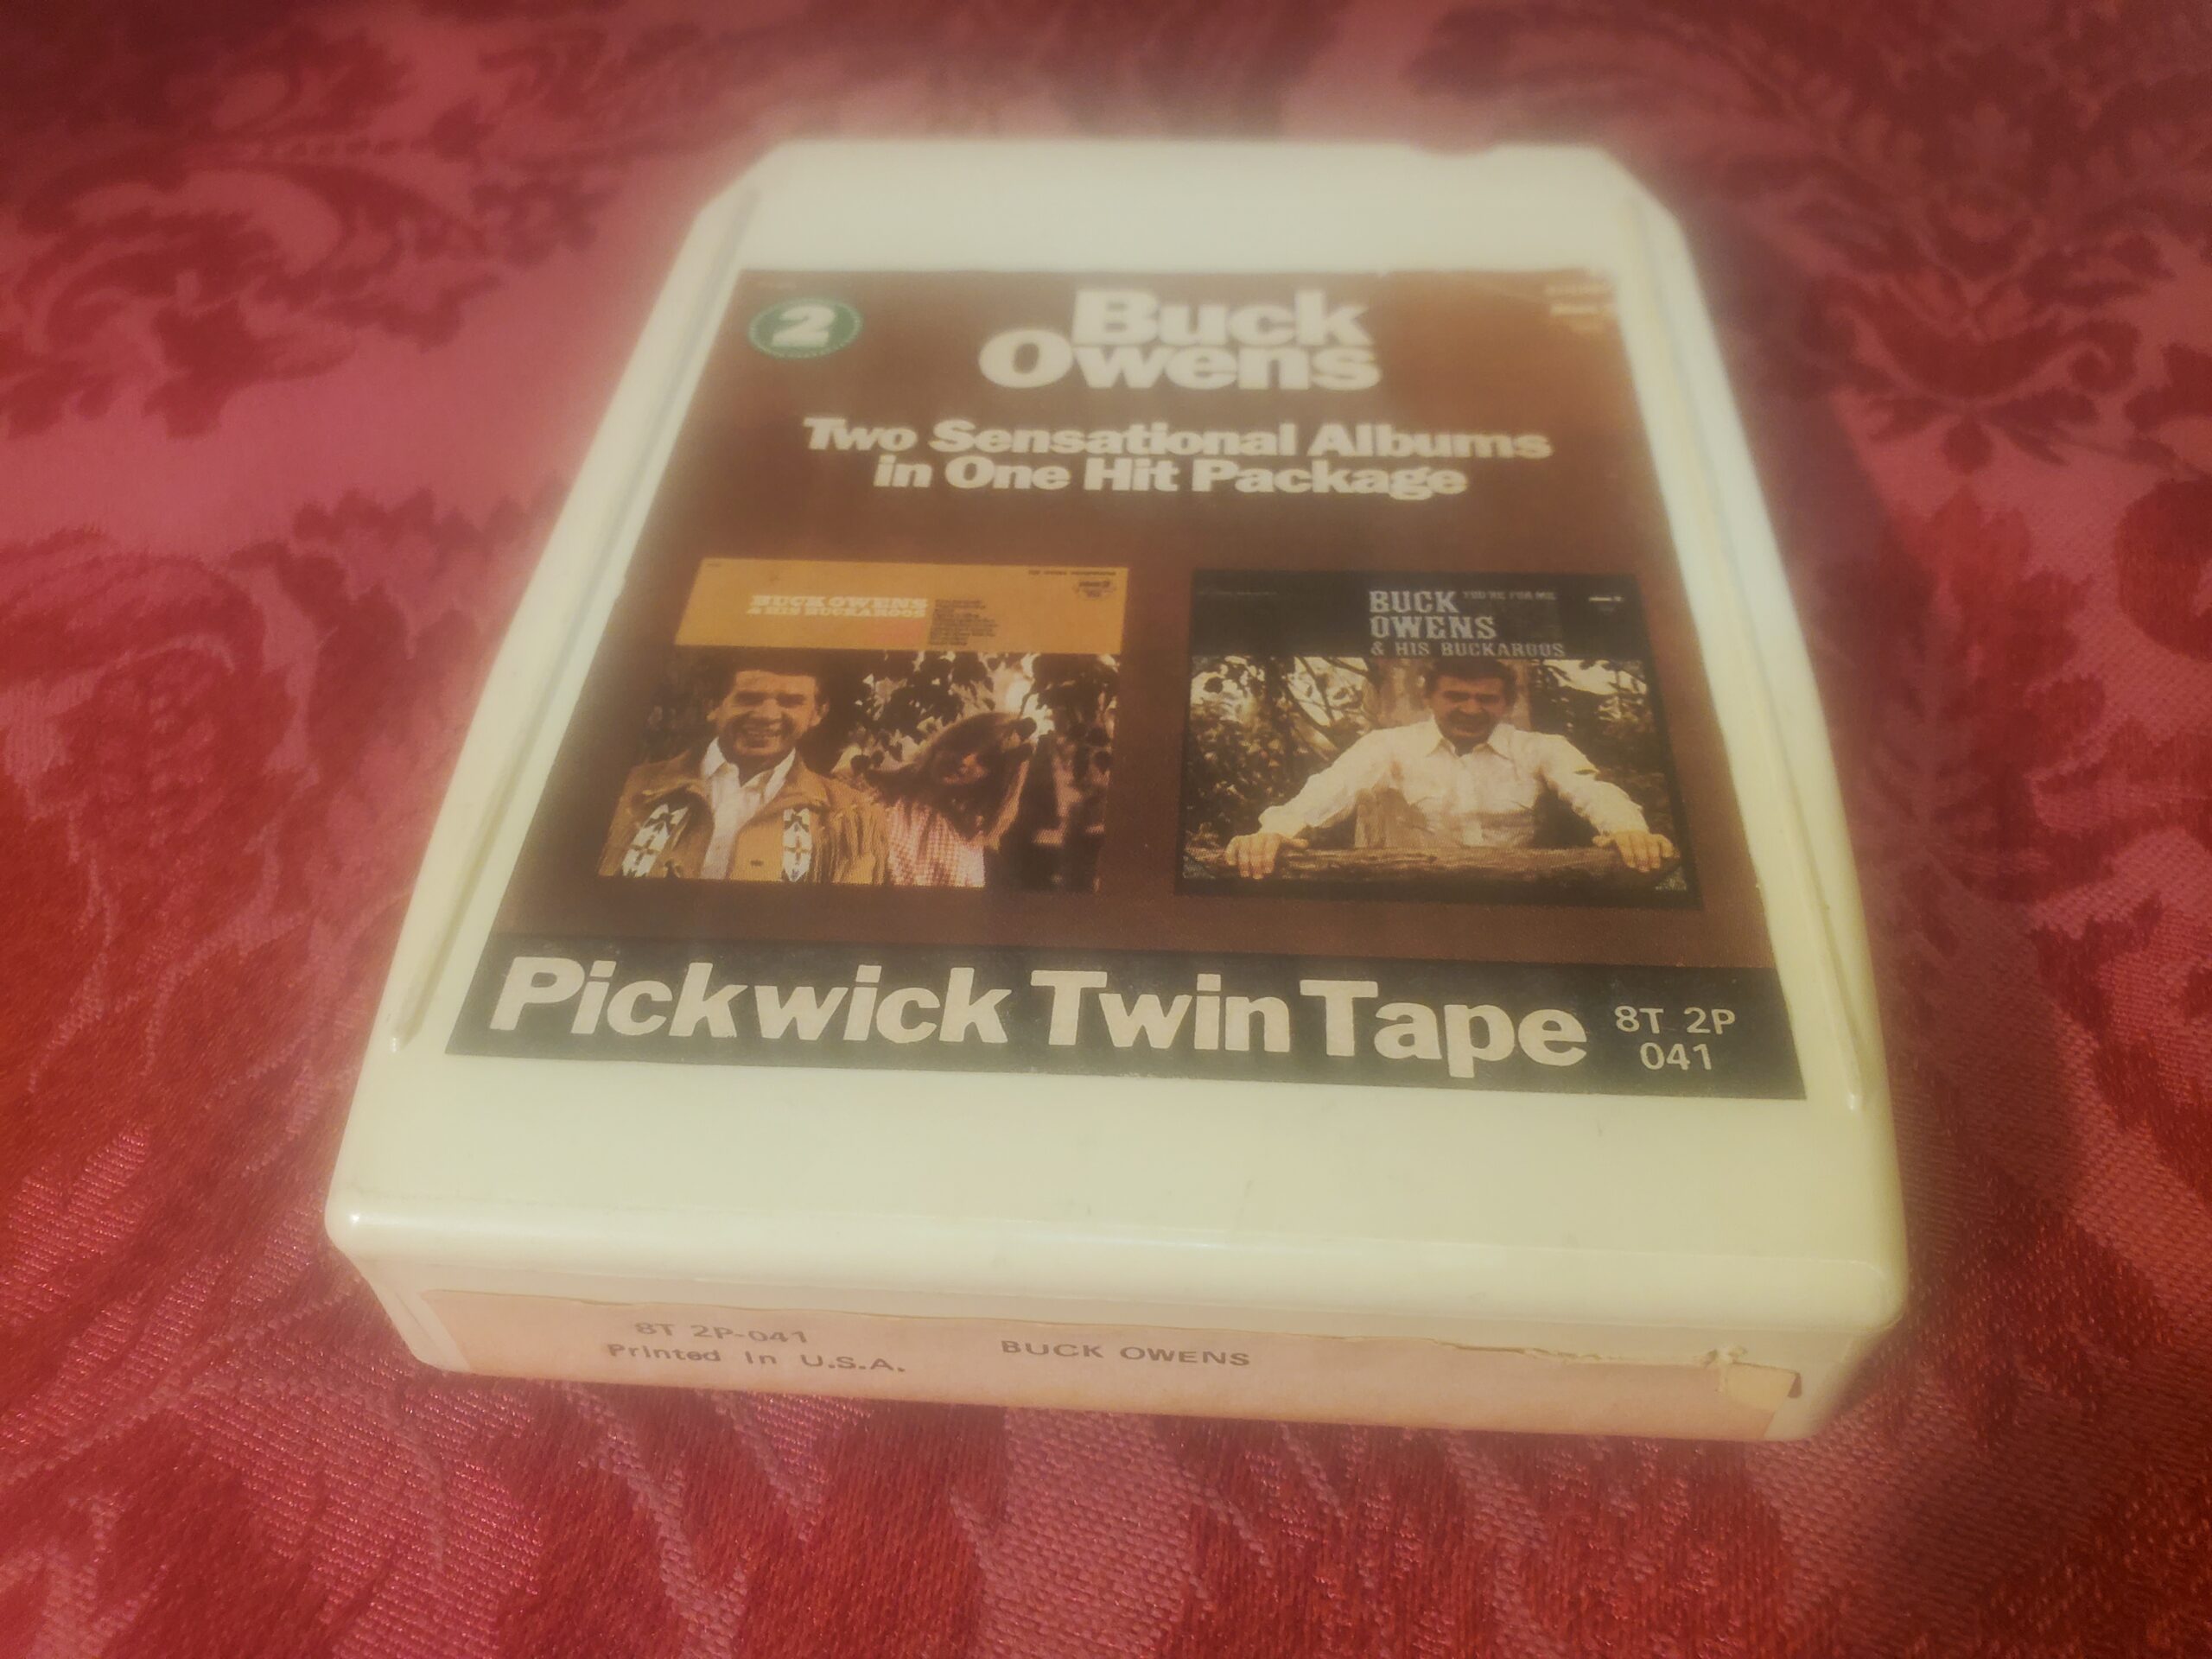 2
Buck
Owens
Two Sensational Albums
in One Hit Package
BUCK OWENS
& HIS BUCKAROOS
BUCK YOU'RE FOR ME
OWENS
& HIS BUCKAROOS
Pickwick Twin Tape
8T 2P
041
8T 2P-041
Printed in U.S.A.
BUCK OWENS